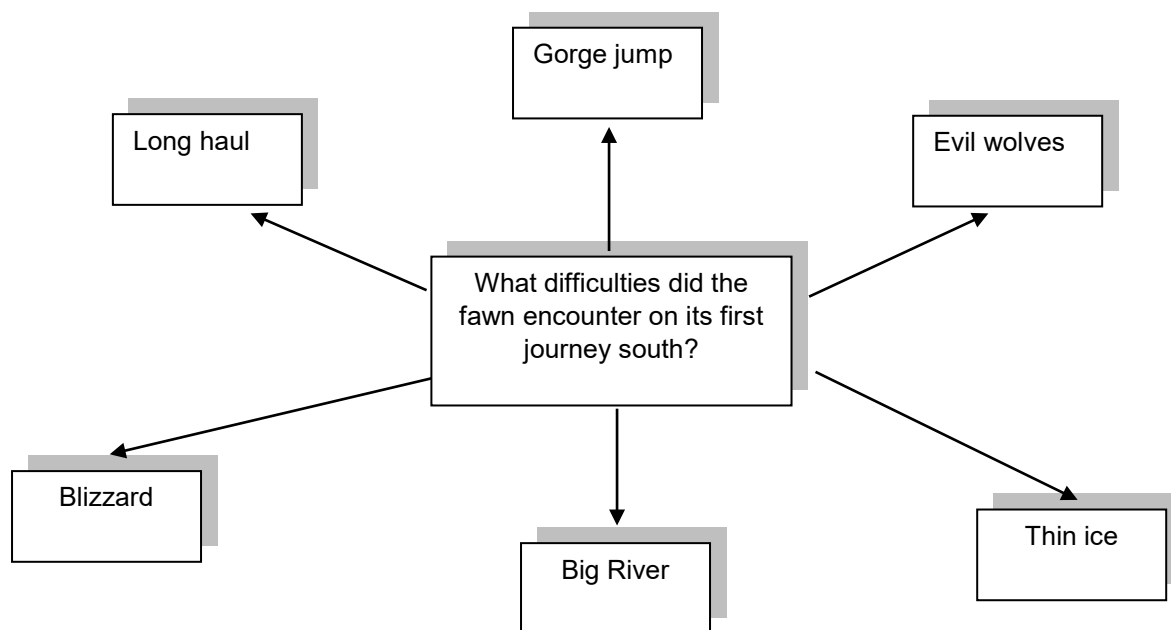 Gorge jump
Long haul
Evil wolves
What difficulties did the
fawn encounter on its first
journey south?
Blizzard
Big River
Thin ice